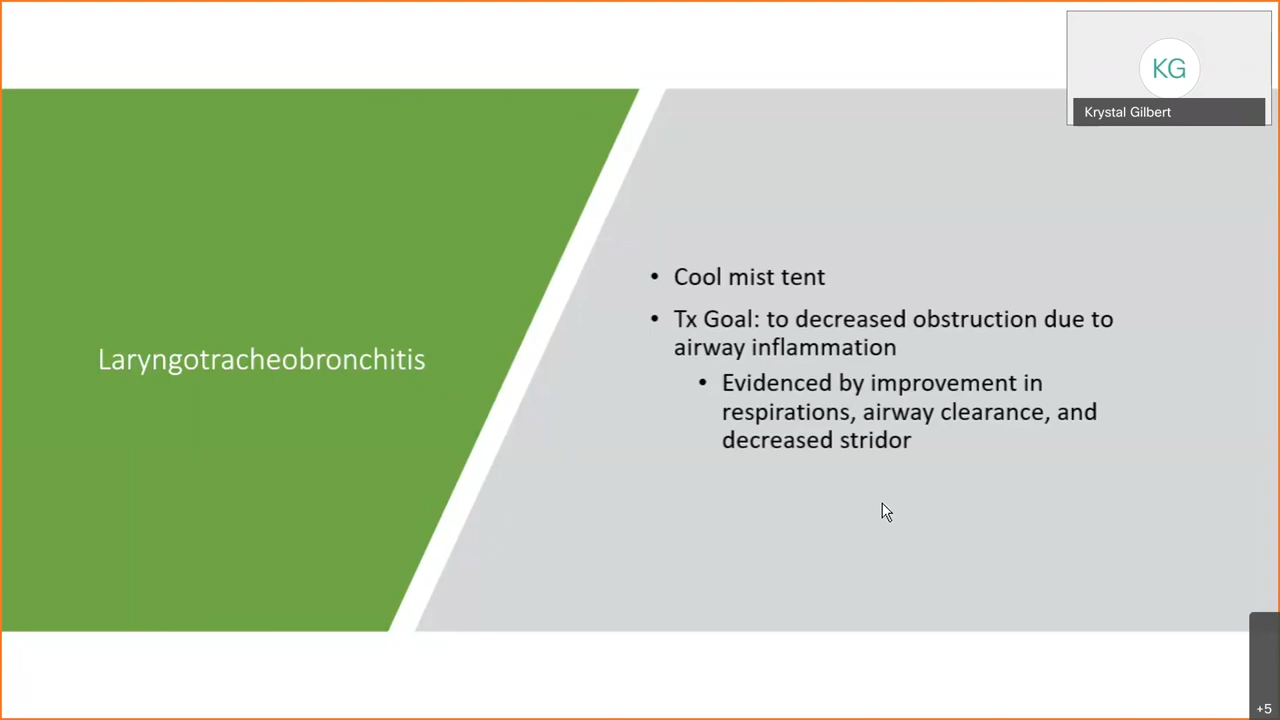 KG
Krystal Gilbert
Laryngotracheobronchitis
• Cool mist tent
• Tx Goal: to decreased obstruction due to
airway inflammation
• Evidenced by improvement in
respirations, airway clearance, and
decreased stridor
+5